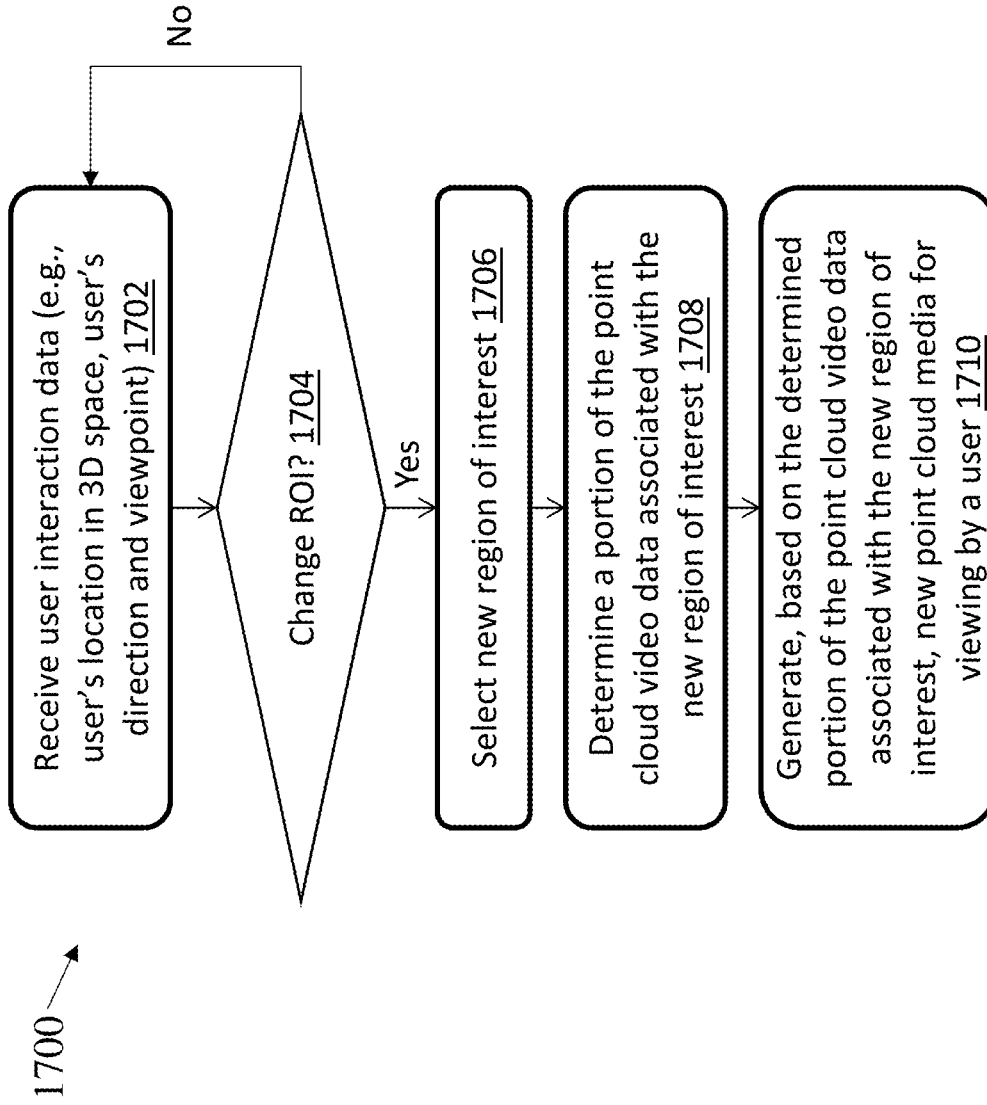 1700
Receive user interaction data (e.g.,
user's location in 3D space, user's
direction and viewpoint) 1702
Change ROI? 1704
No
Yes
Select new region of interest 1706
Determine a portion of the point
cloud video data associated with the
new region of interest 1708
Generate, based on the determined
portion of the point cloud video data
associated with the new region of
interest, new point cloud media for
viewing by a user 1710